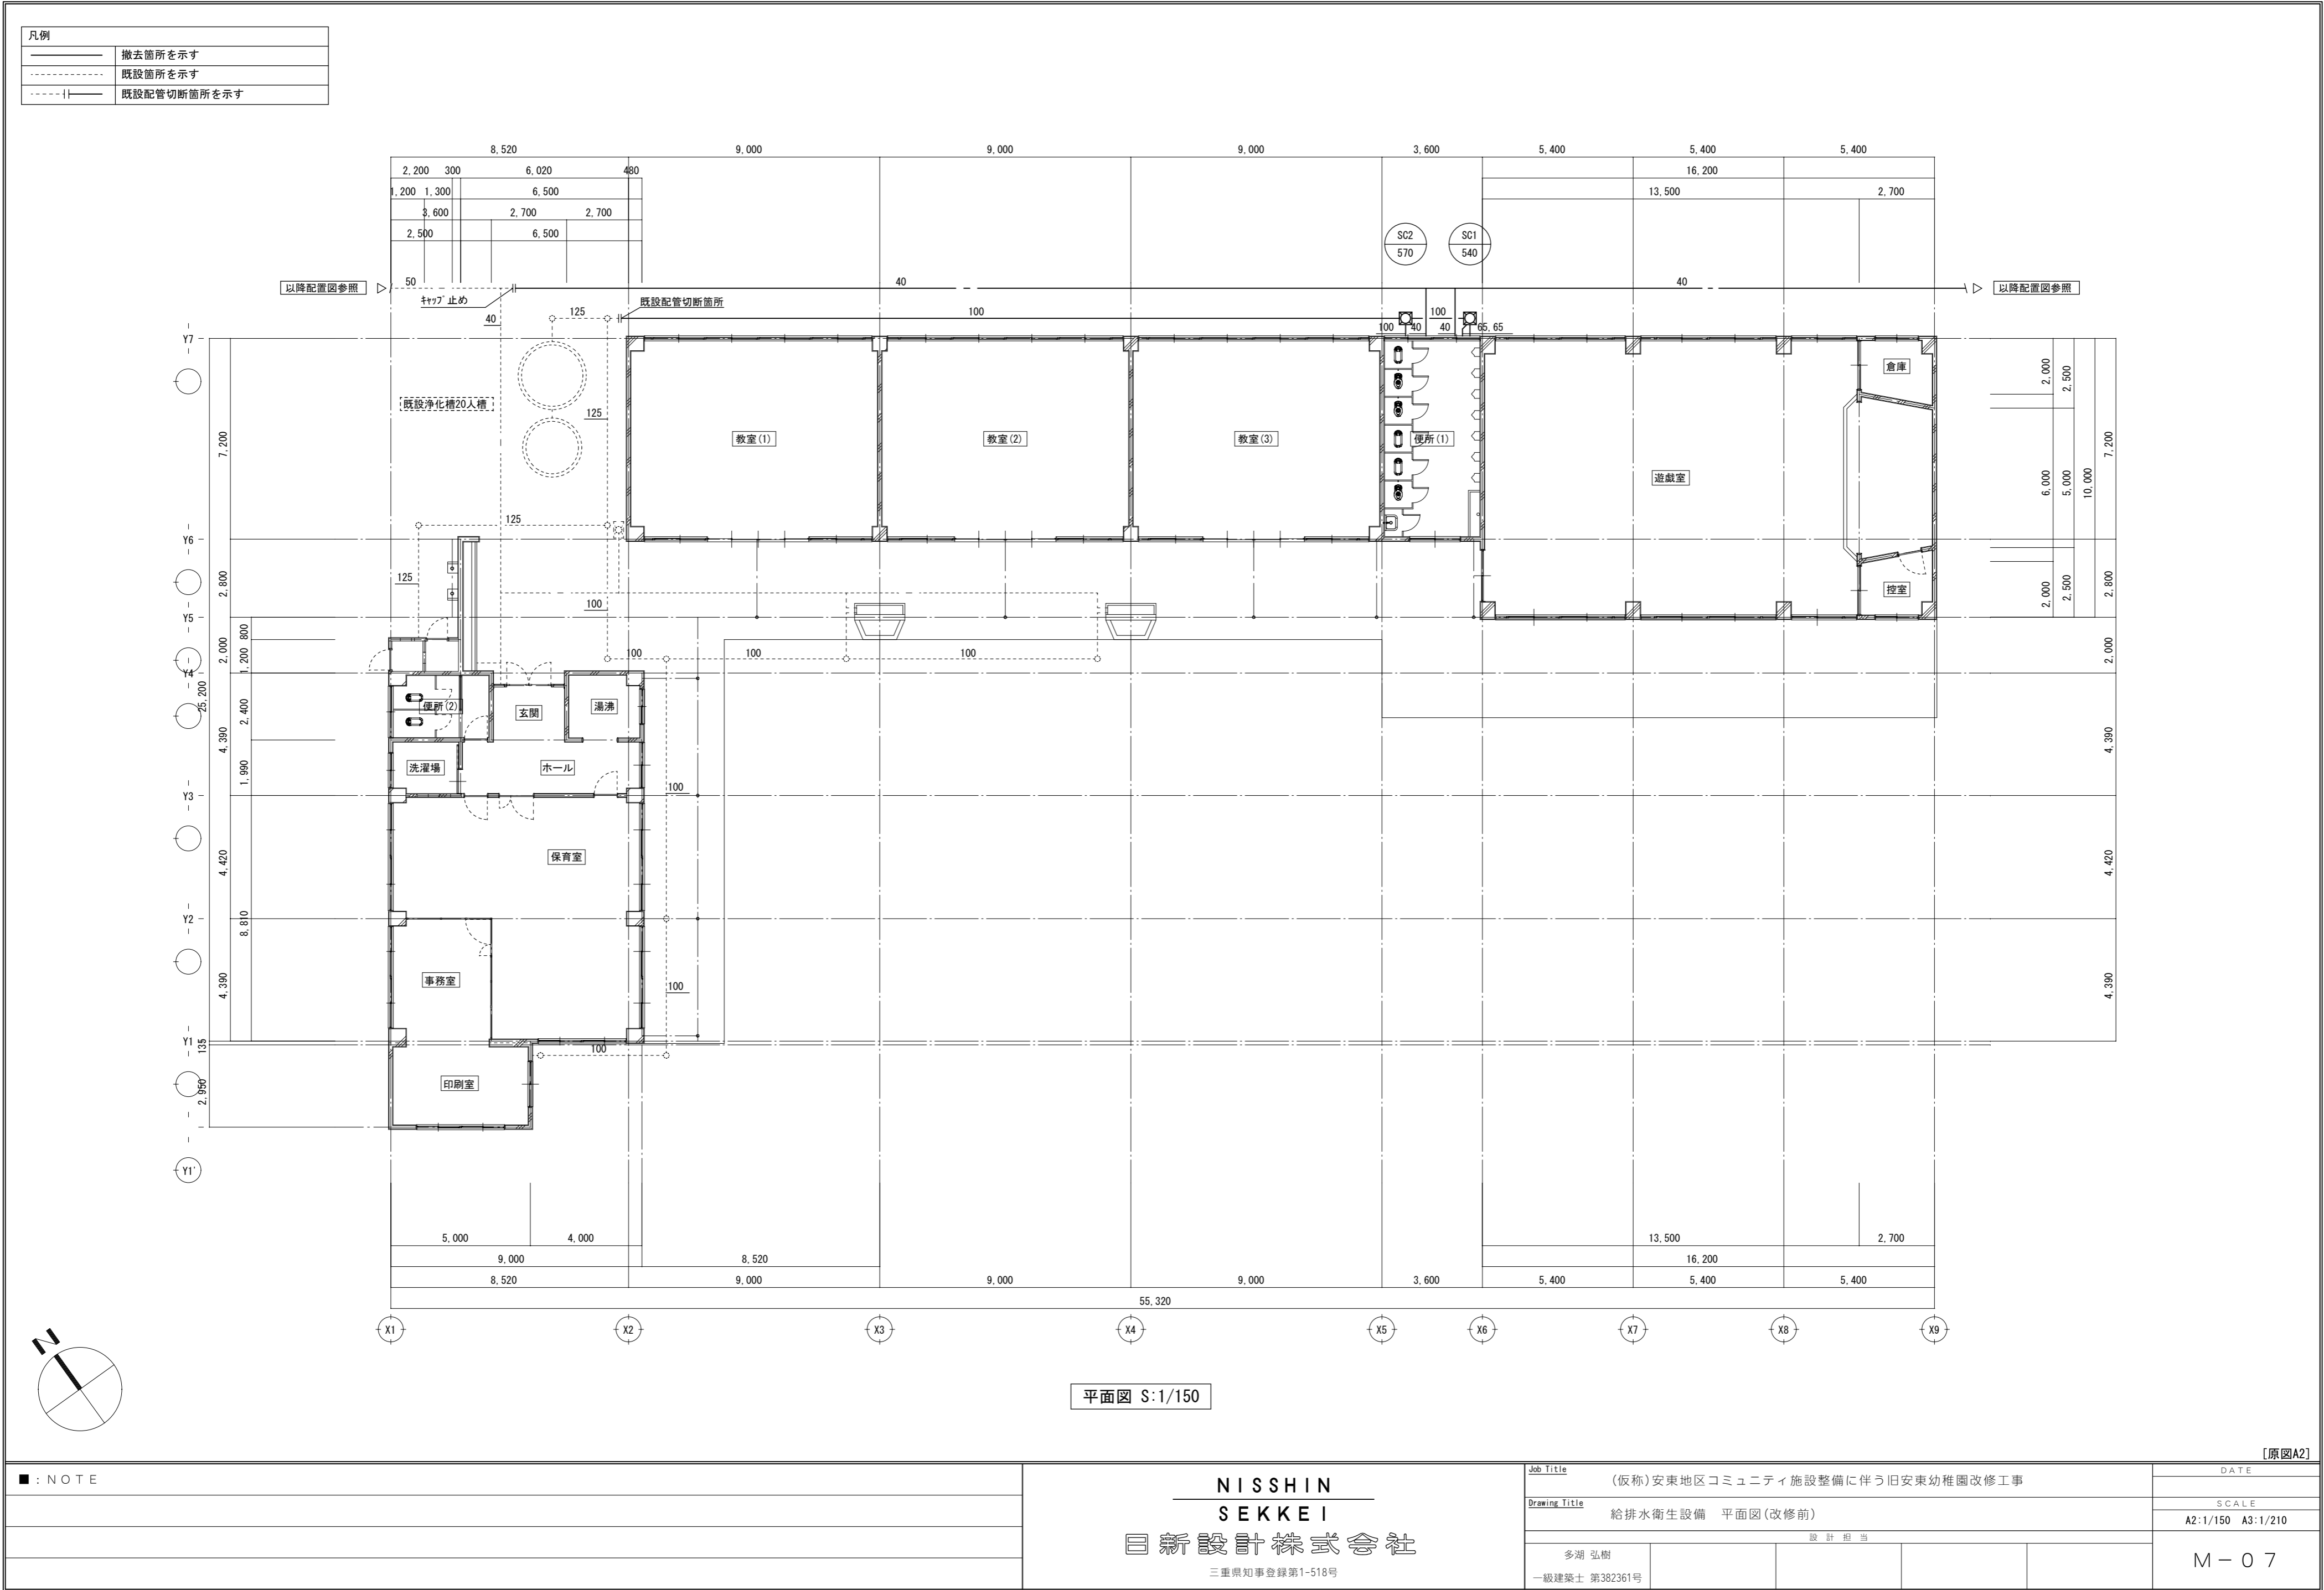 凡例
撤去箇所を示す
既設箇所を示す
既設配管切断箇所を示す
8,520 9,000 9,000 9,000 3,600 5,400 5,400 5,400
2,200 300 6,020 480 16,200
1,200 1,300 6,500 13,500 2,700
3,600 2,700 2,700
2,500 6,500
SC2 SC1
570 540
以降配置図参照 50 40 40 以降配置図参照
ｷｬｯﾌﾟ止め 既設配管切断箇所
40 125 100 100
100 40 40 65,65
Y7
倉庫
2,000 2,500
既設浄化槽20人槽
125
教室(1) 教室(2) 教室(3) 便所(1)
7,200 7,200
遊戯室
6,000 5,000 10,000
125
Y6
125
2,800
100
控室
2,000 2,500 2,800
Y5
800
2,000 1,200
100 100 100
2,000
Y4
25,200
便所(2) 玄関 湯沸
2,400
4,390 4,390
洗濯場 ホール
1,990
100
Y3
保育室
4,420 4,420
Y2
8,810
事務室
4,390 100 4,390
Y1
135
100
印刷室
2,950
Y1'
5,000 4,000 13,500 2,700
9,000 8,520 16,200
8,520 9,000 9,000 9,000 3,600 5,400 5,400 5,400
55,320
X1 X2 X3 X4 X5 X6 X7 X8 X9
N
平面図 S:1/150
[原図A2]
■:NOTE
NISSHIN
SEKKEI
日新設計株式会社
三重県知事登録第1-518号
Job Title
(仮称)安東地区コミュニティ施設整備に伴う旧安東幼稚園改修工事
Drawing Title
給排水衛生設備 平面図(改修前)
設計担当
多湖 弘樹
一級建築士 第382361号
DATE
SCALE
A2:1/150 A3:1/210
M-07